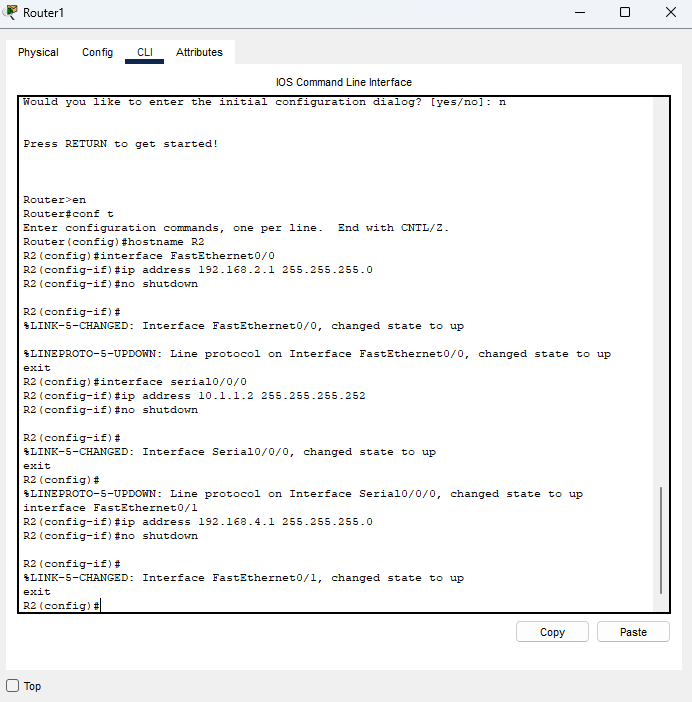 Router1
Physical Config CLI Attributes
IOS Command Line Interface
Would you like to enter the initial configuration dialog? [yes/no]: n
Press RETURN to get started!
Router>en
Router#conf t
Enter configuration commands, one per line.  End with CNTL/Z.
Router(config)#hostname R2
R2(config)#interface FastEthernet0/0
R2(config-if)#ip address 192.168.2.1 255.255.255.0
R2(config-if)#no shutdown
R2(config-if)#
%LINK-5-CHANGED: Interface FastEthernet0/0, changed state to up
%LINEPROTO-5-UPDOWN: Line protocol on Interface FastEthernet0/0, changed state to up
exit
R2(config)#interface serial0/0/0
R2(config-if)#ip address 10.1.1.2 255.255.255.252
R2(config-if)#no shutdown
R2(config-if)#
%LINK-5-CHANGED: Interface Serial0/0/0, changed state to up
exit
R2(config)#
%LINEPROTO-5-UPDOWN: Line protocol on Interface Serial0/0/0, changed state to up
interface FastEthernet0/1
R2(config-if)#ip address 192.168.4.1 255.255.255.0
R2(config-if)#no shutdown
R2(config-if)#
%LINK-5-CHANGED: Interface FastEthernet0/1, changed state to up
exit
R2(config)#
Copy Paste
Top